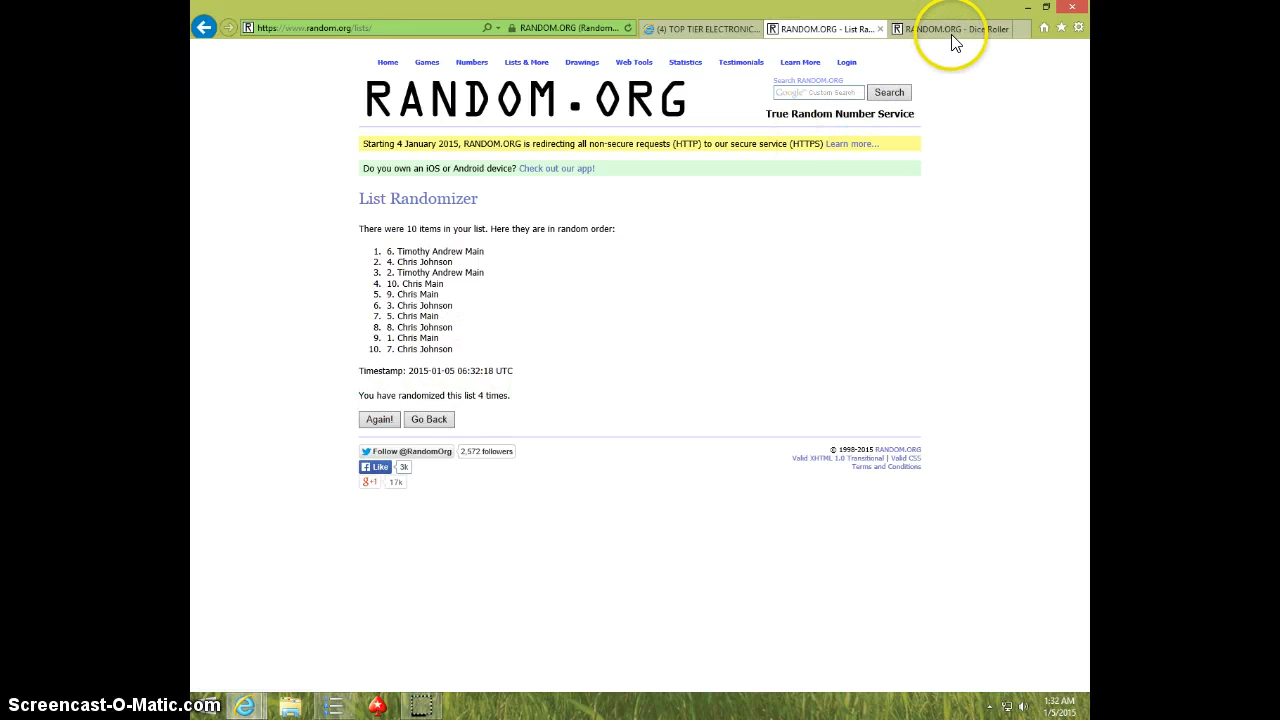 https://www.random.org/lists/
RANDOM.ORG (Random...
(4) TOP TIER ELECTRONIC...
RANDOM.ORG - List Ra...
RANDOM.ORG - Dice Roller
Home Games Numbers Lists & More Drawings Web Tools Statistics Testimonials Learn More Login
RANDOM.ORG
Search RANDOM.ORG
Google Custom Search
Search
True Random Number Service
Starting 4 January 2015, RANDOM.ORG is redirecting all non-secure requests (HTTP) to our secure service (HTTPS) Learn more...
Do you own an iOS or Android device? Check out our app!
List Randomizer
There were 10 items in your list. Here they are in random order:
1. 6. Timothy Andrew Main
2. 4. Chris Johnson
3. 2. Timothy Andrew Main
4. 10. Chris Main
5. 9. Chris Main
6. 3. Chris Johnson
7. 5. Chris Main
8. 8. Chris Johnson
9. 1. Chris Main
10. 7. Chris Johnson
Timestamp: 2015-01-05 06:32:18 UTC
You have randomized this list 4 times.
Again! Go Back
Follow @RandomOrg 2,572 followers
Like 3k
g+1 17k
© 1998-2015 RANDOM.ORG
Valid XHTML 1.0 Transitional | Valid CSS
Terms and Conditions
1:32 AM
1/5/2015
Screencast-O-Matic.com